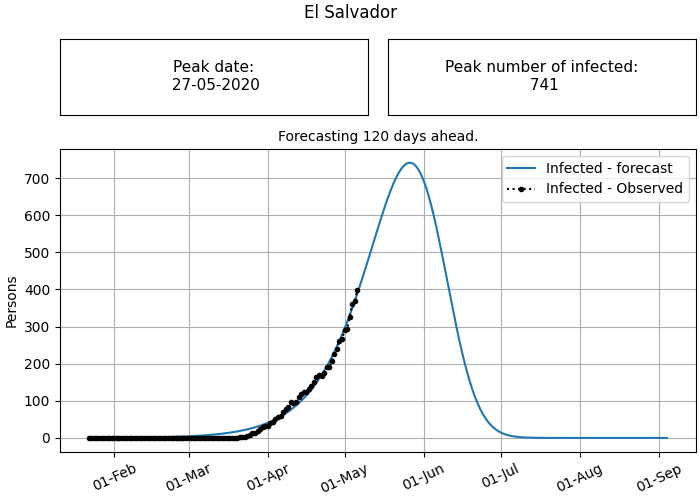 El Salvador
Peak date:
27-05-2020
Peak number of infected:
741
Forecasting 120 days ahead.
Infected - forecast
Infected - Observed
Persons
700
600
500
400
300
200
100
0
01-Feb
01-Mar
01-Apr
01-May
01-Jun
01-Jul
01-Aug
01-Sep